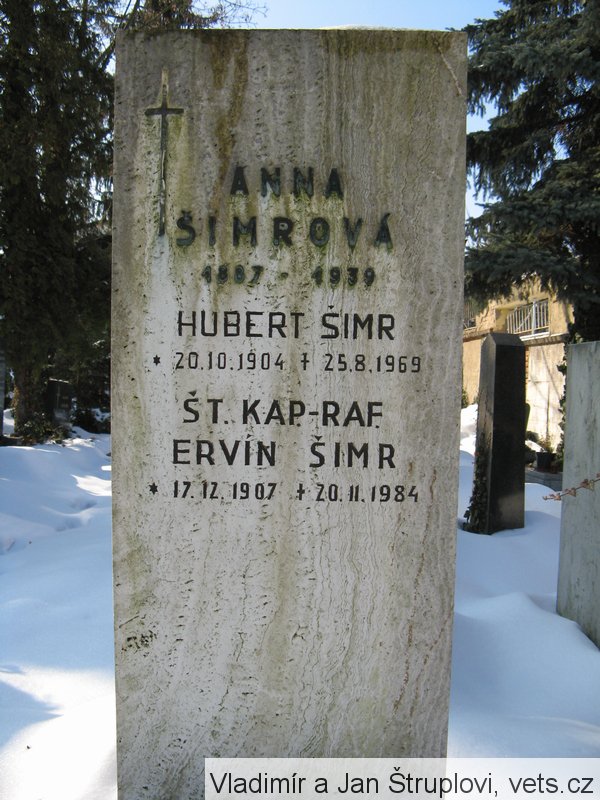 ANNA
ŠIMROVÁ
1887 - 1939
HUBERT ŠIMR
* 20.10.1904 † 25.8.1969
ŠT. KAP.-RAF.
ERVÍN ŠIMR
* 17.12.1907 † 20.11.1984
Vladimír a Jan Štruplovi, vets.cz